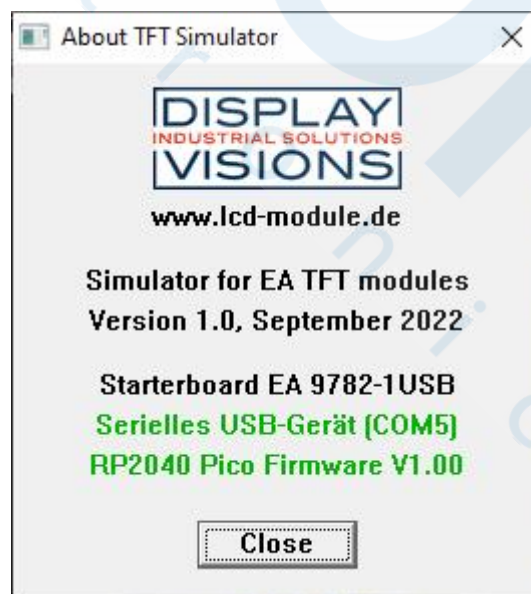 About TFT Simulator
DISPLAY
INDUSTRIAL SOLUTIONS
VISIONS
www.lcd-module.de
Simulator for EA TFT modules
Version 1.0, September 2022
Starterboard EA 9782-1USB
Serielles USB-Gerät (COM5)
RP2040 Pico Firmware V1.00
Close